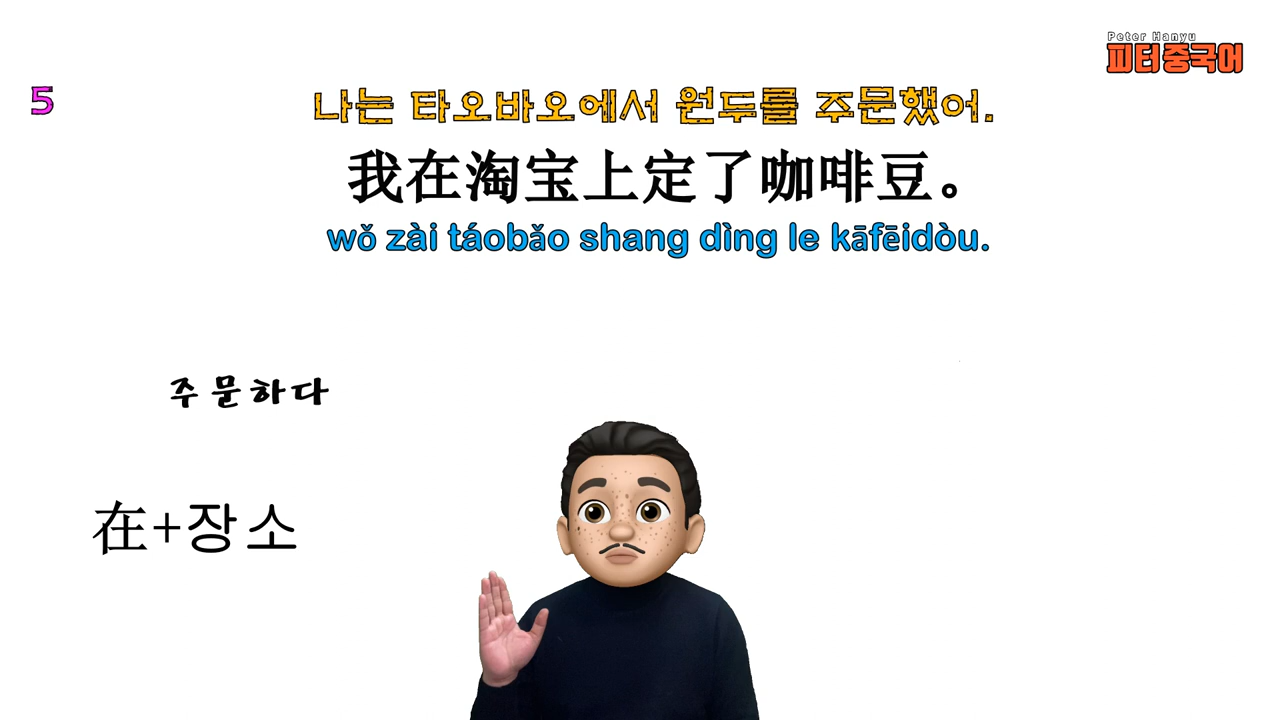 Peter Hanyu
피터 중국어
5
나는 타오바오에서 원두를 주문했어.
我在淘宝上定了咖啡豆。
wǒ zài táobǎo shang dìng le kāfēidòu.
주문하다
在+장소